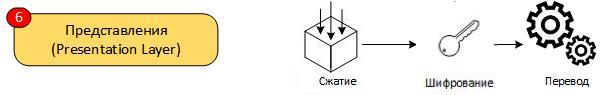 6
Представления
(Presentation Layer)
Сжатие
Шифрование
Перевод